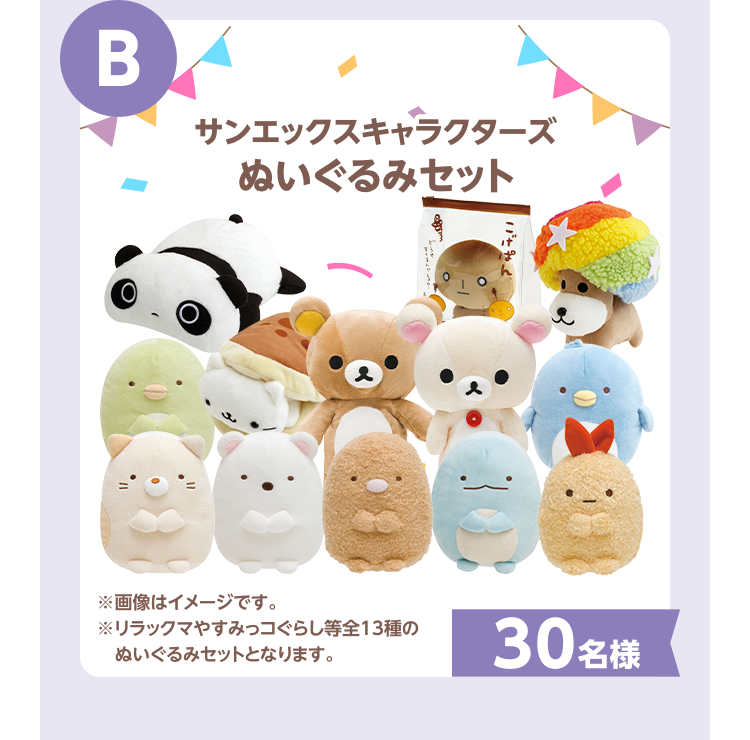 B
サンエックスキャラクターズ
ぬいぐるみセット
こげぱん
※画像はイメージです。
※リラックマやすみっコぐらし等全13種の
ぬいぐるみセットとなります。
30名様